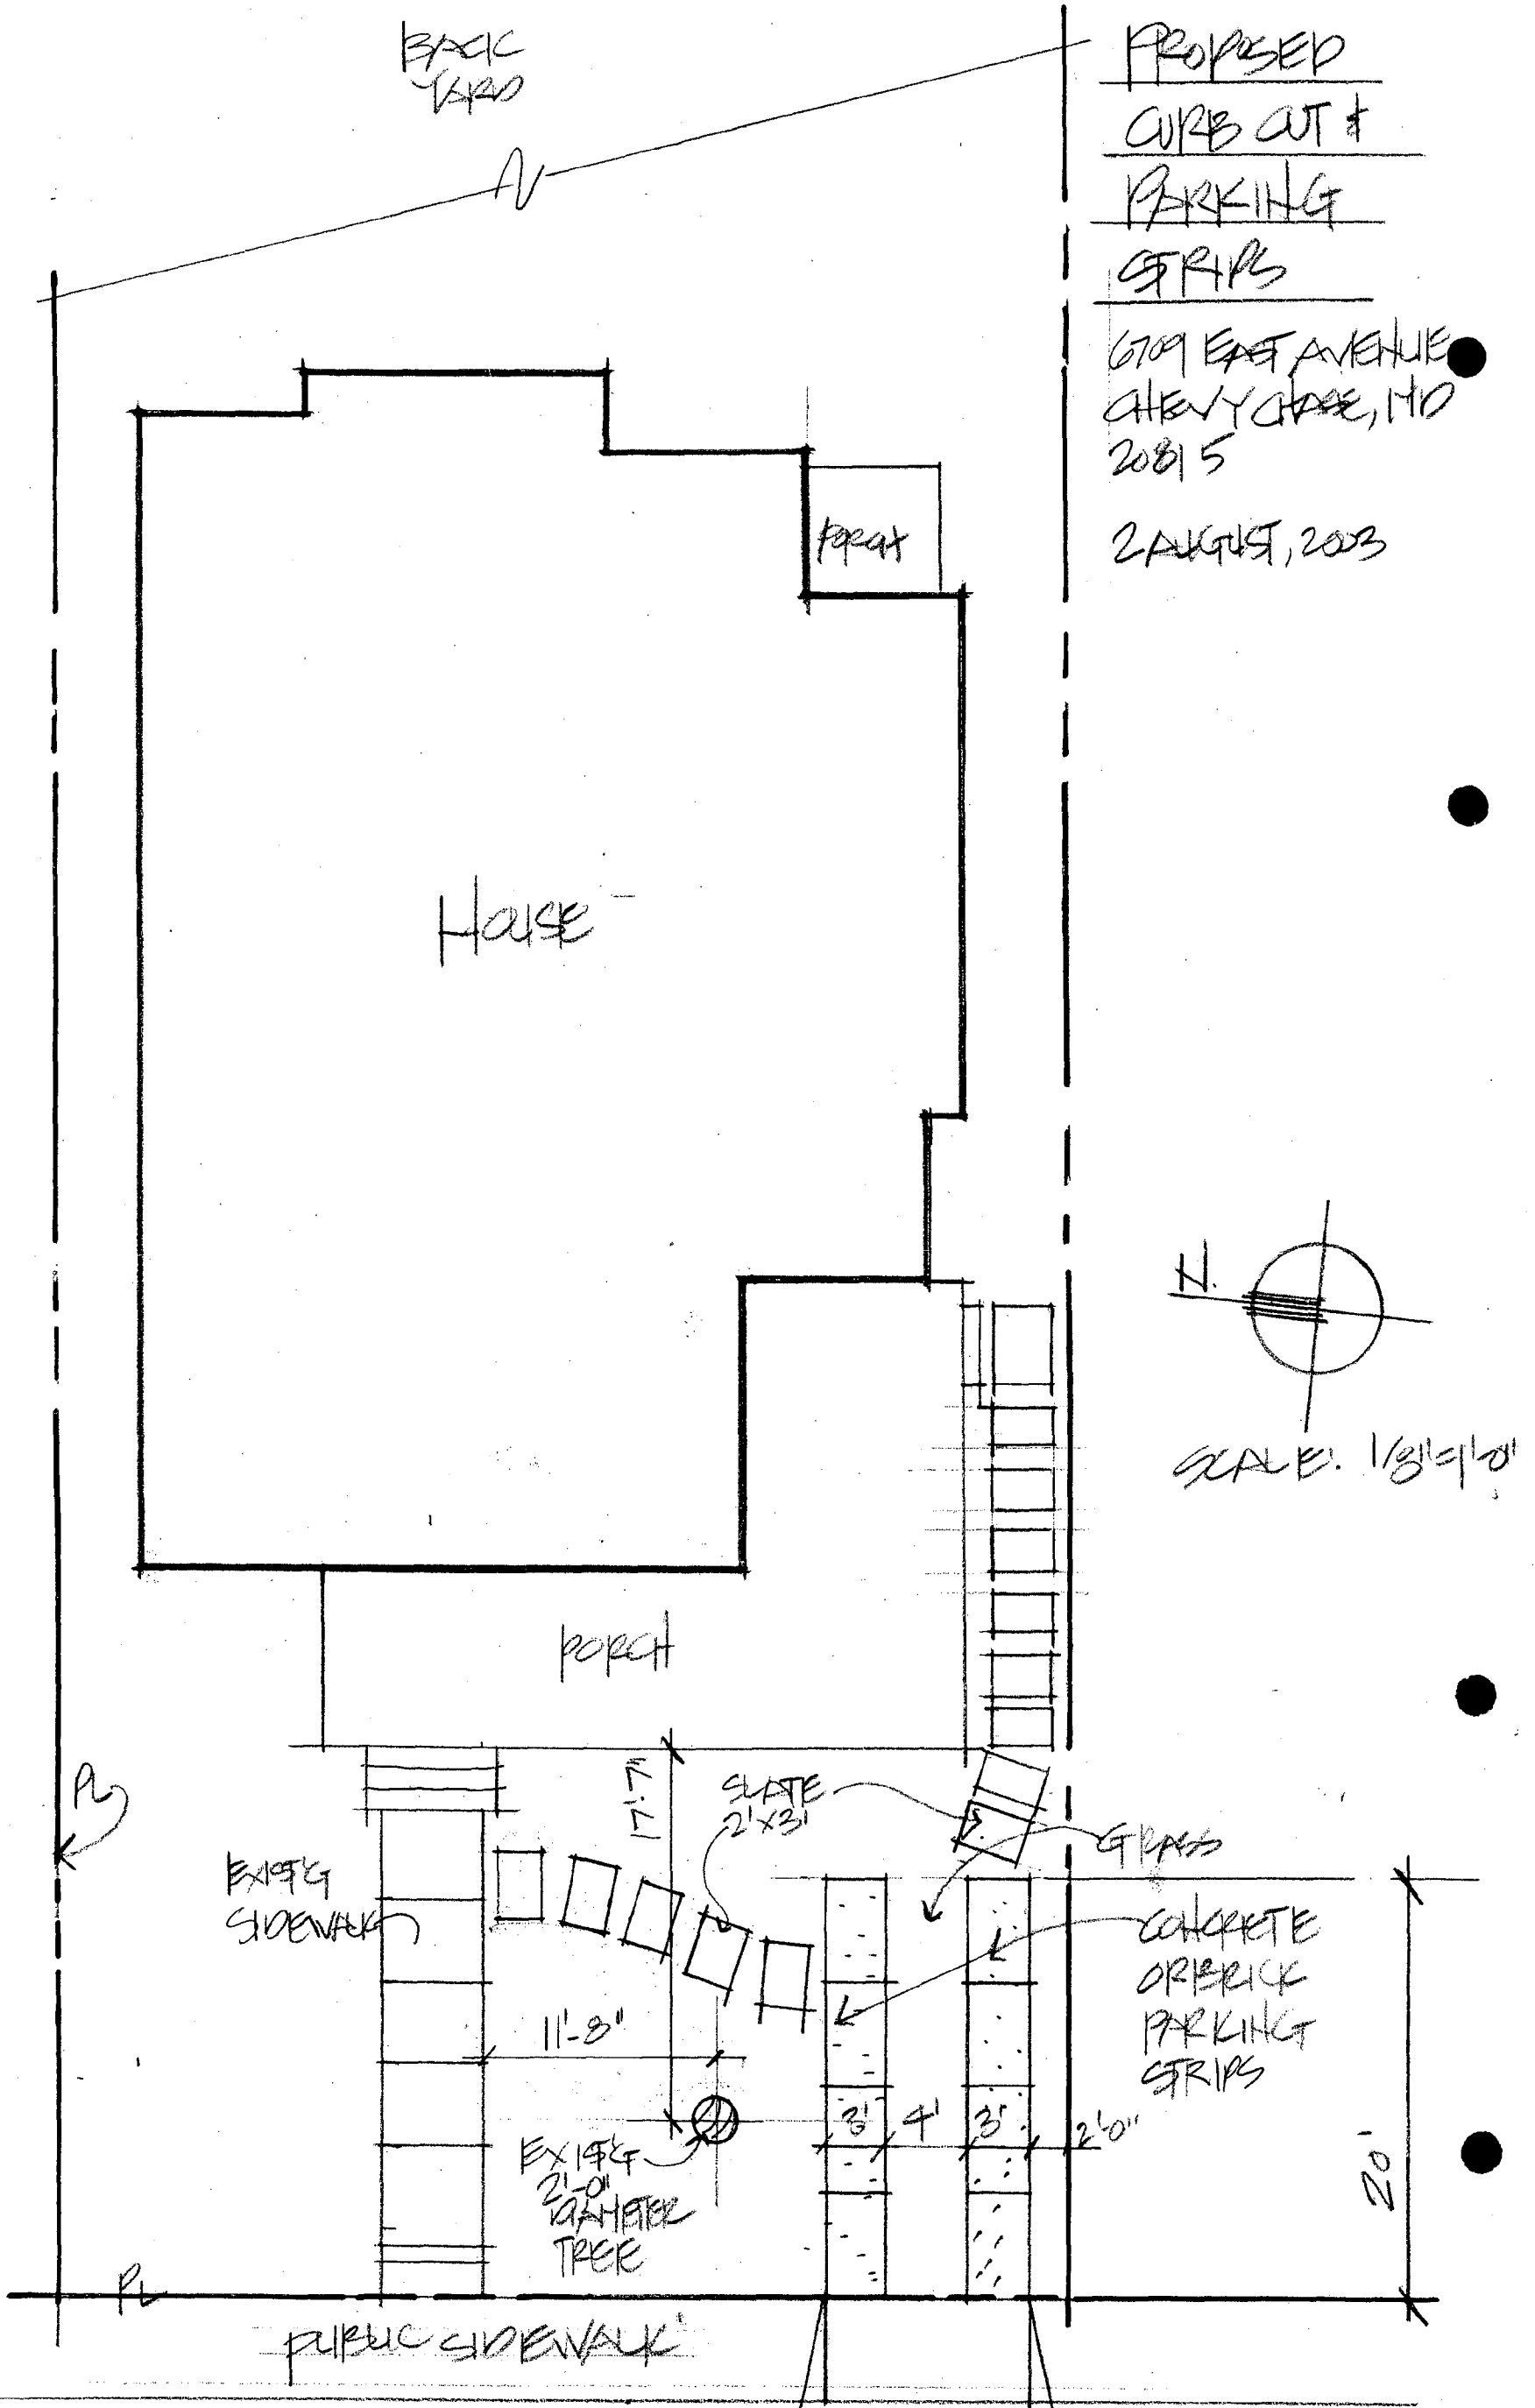 BACK
YARD
PROPOSED
CURB CUT &
PARKING
STRIPS
6709 EAST AVENUE
CHEVY CHASE, MD
20815
2 AUGUST, 2003
PORCH
HOUSE
N.
SCALE: 1/8"=1'-0"
PORCH
PL
17'-7"
SLATE
2'x3'
GRASS
EXIST'G
SIDEWALK
CONCRETE
OR BRICK
PARKING
STRIPS
11'-8"
3' 4' 3' 2'-0"
EXIST'G
2'-0"
DIAMETER
TREE
20'
PL
PUBLIC SIDEWALK